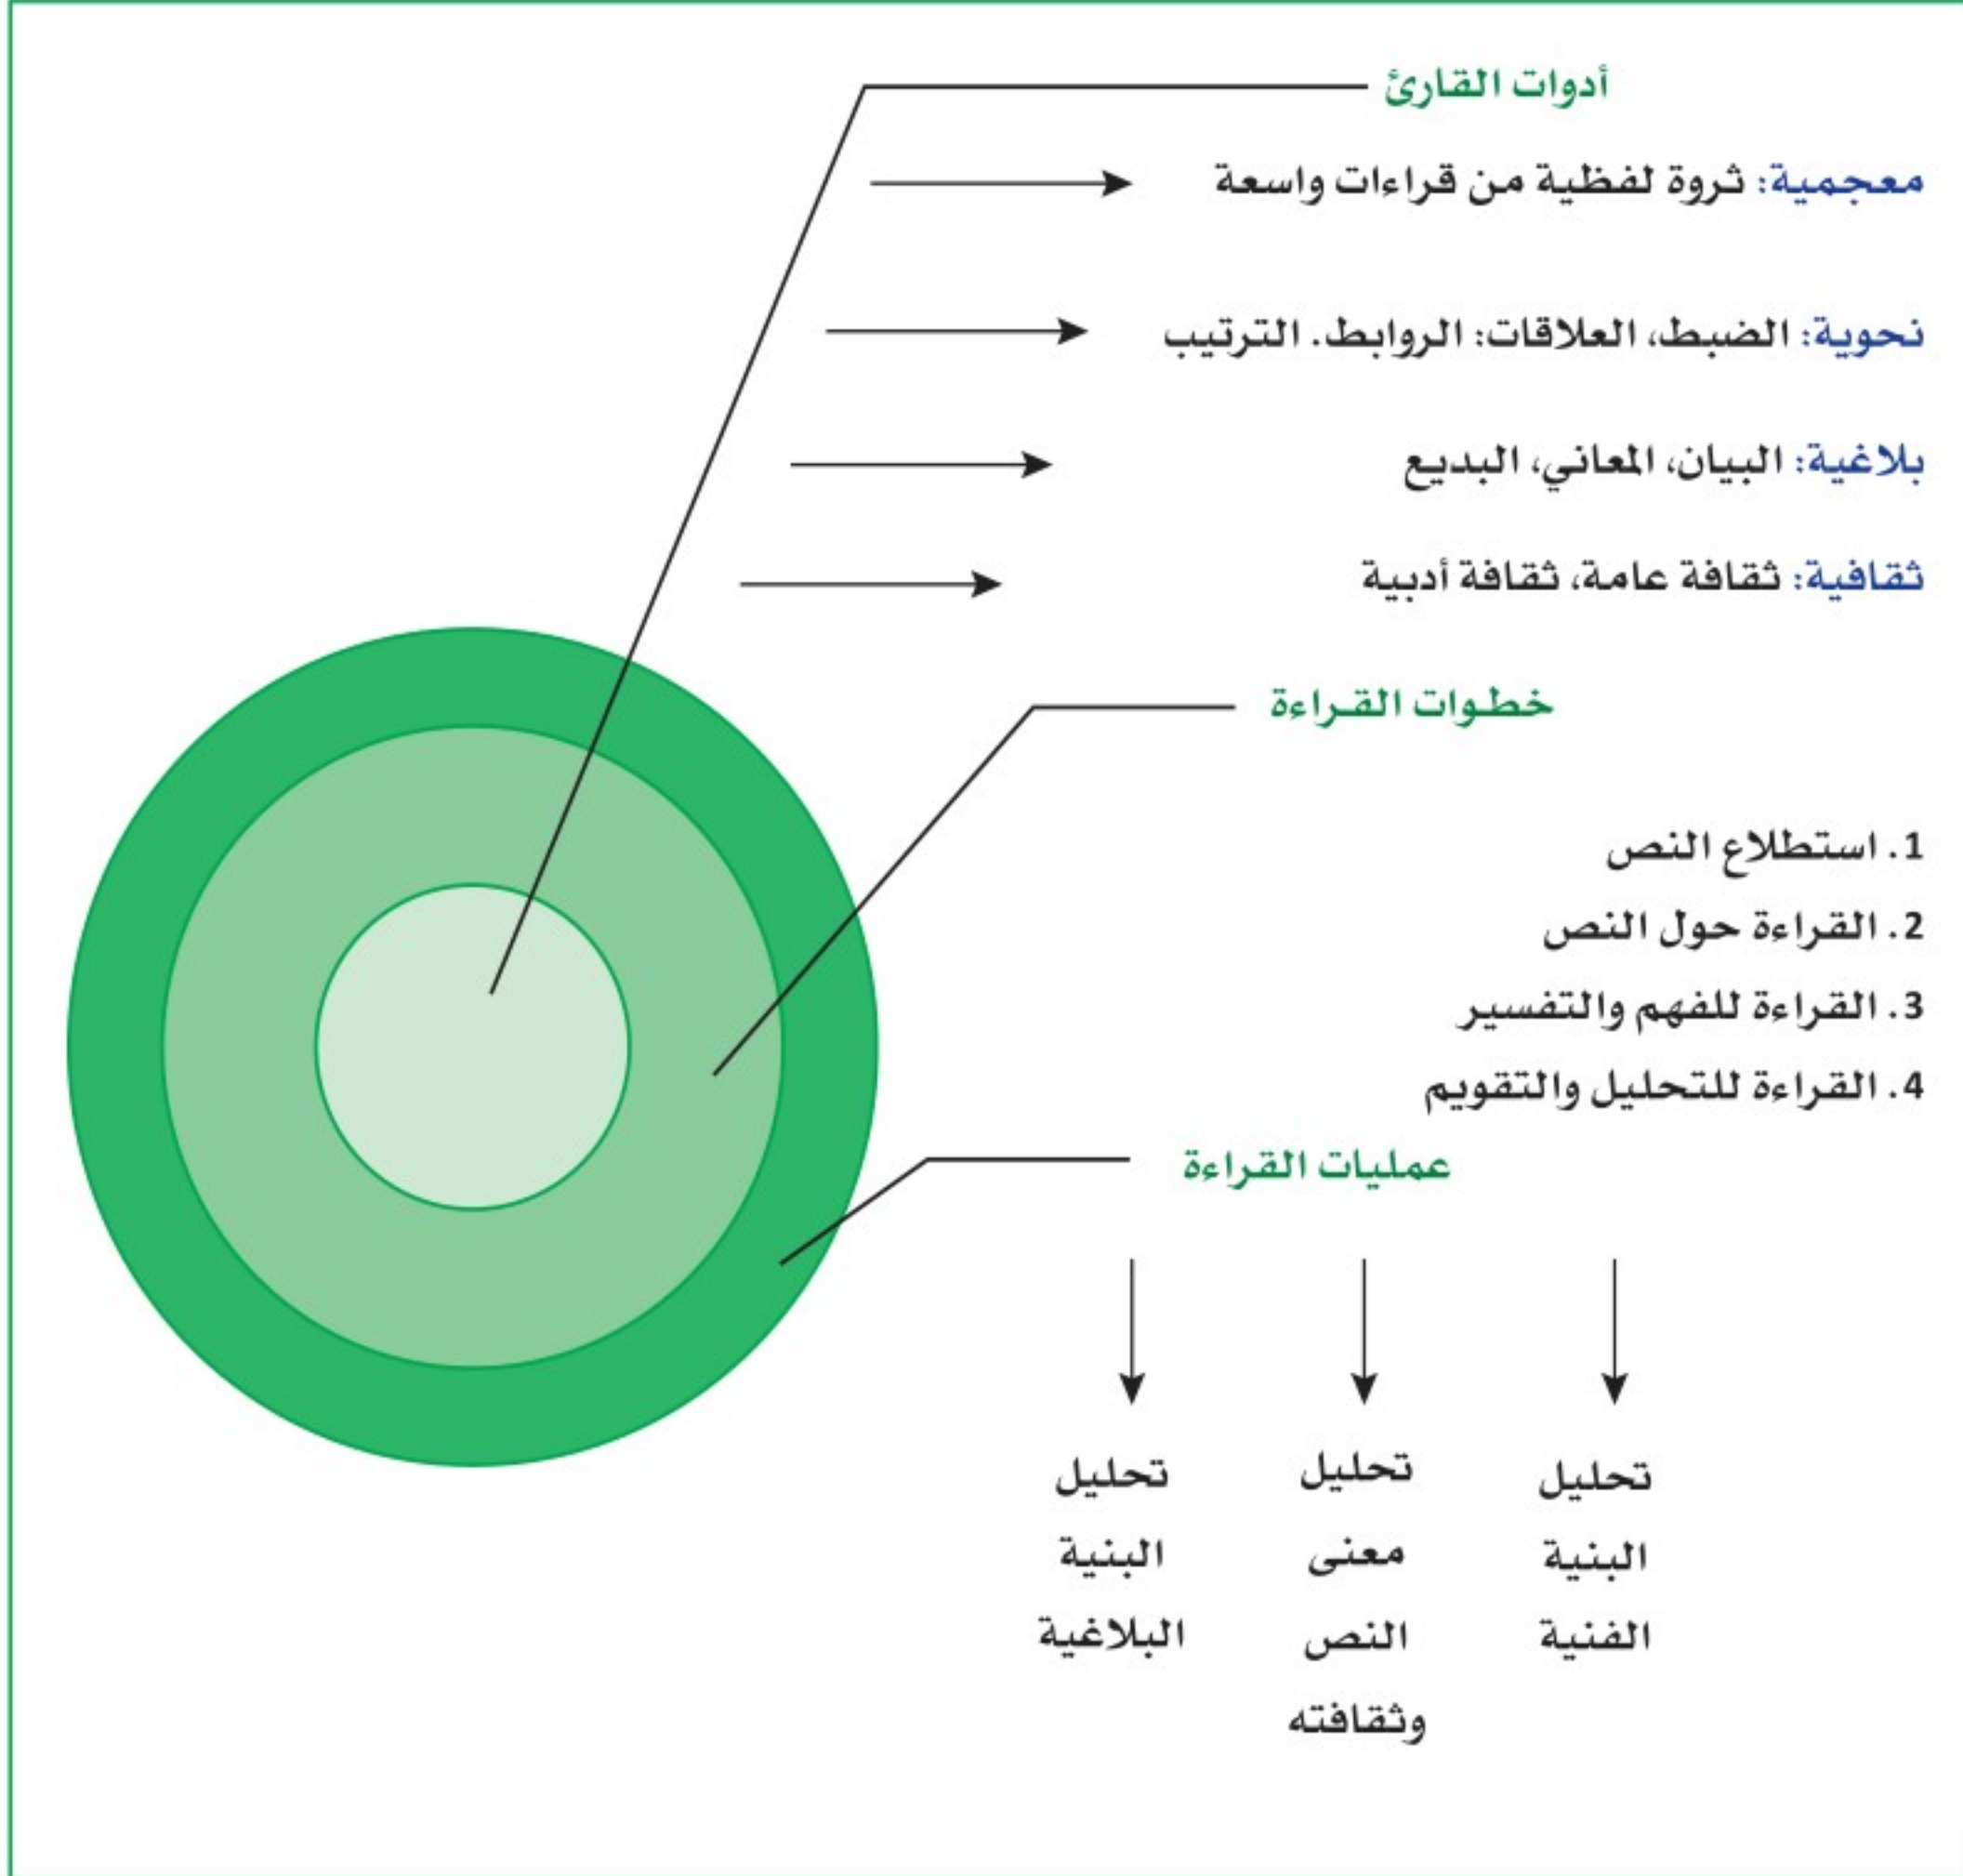 أدوات القارئ
معجمية: ثروة لفظية من قراءات واسعة
نحوية: الضبط، العلاقات: الروابط. الترتيب
بلاغية: البيان، المعاني، البديع
ثقافية: ثقافة عامة، ثقافة أدبية
خطوات القراءة
1. استطلاع النص
2. القراءة حول النص
3. القراءة للفهم والتفسير
4. القراءة للتحليل والتقويم
عمليات القراءة
تحليل
البنية
الفنية
تحليل
معنى
النص
وثقافته
تحليل
البنية
البلاغية